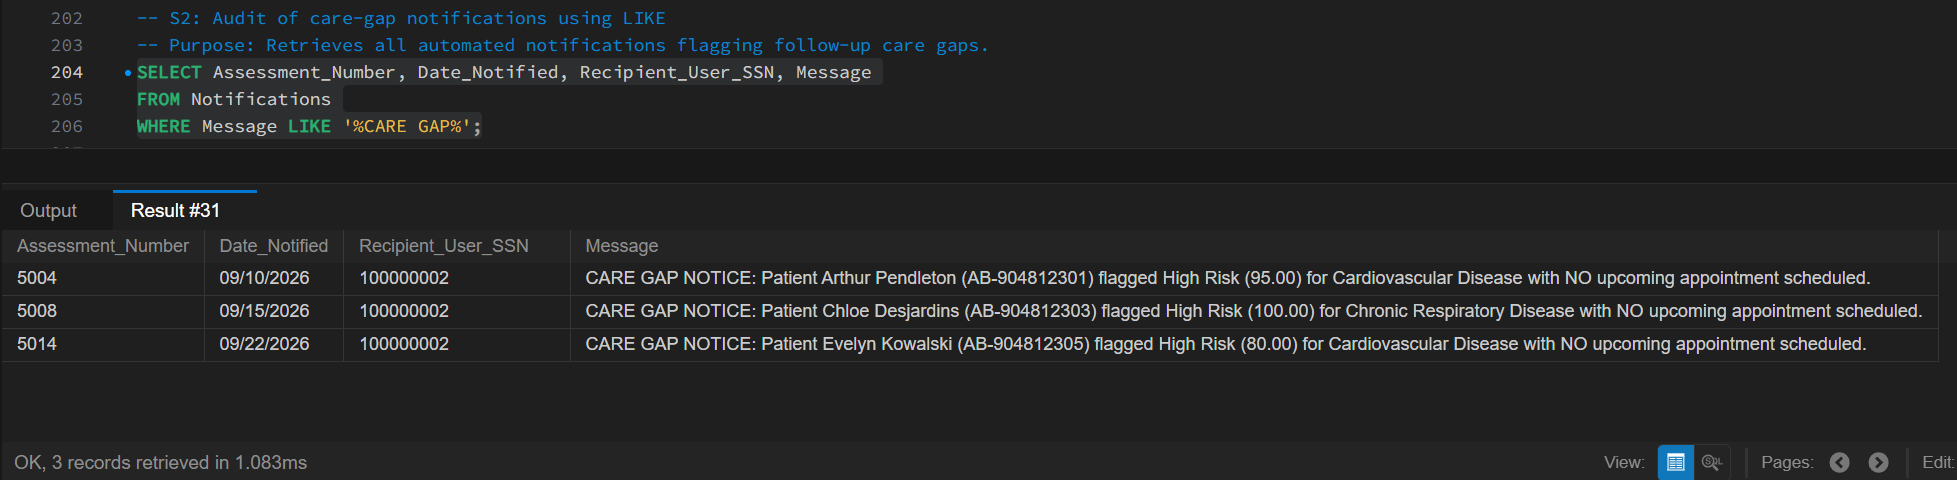 202 -- S2: Audit of care-gap notifications using LIKE
203 -- Purpose: Retrieves all automated notifications flagging follow-up care gaps.
204 SELECT Assessment_Number, Date_Notified, Recipient_User_SSN, Message
205 FROM Notifications
206 WHERE Message LIKE '%CARE GAP%';
Output Result #31
Assessment_Number Date_Notified Recipient_User_SSN Message
5004 09/10/2026 100000002 CARE GAP NOTICE: Patient Arthur Pendleton (AB-904812301) flagged High Risk (95.00) for Cardiovascular Disease with NO upcoming appointment scheduled.
5008 09/15/2026 100000002 CARE GAP NOTICE: Patient Chloe Desjardins (AB-904812303) flagged High Risk (100.00) for Chronic Respiratory Disease with NO upcoming appointment scheduled.
5014 09/22/2026 100000002 CARE GAP NOTICE: Patient Evelyn Kowalski (AB-904812305) flagged High Risk (80.00) for Cardiovascular Disease with NO upcoming appointment scheduled.
OK, 3 records retrieved in 1.083ms View: SQL Pages: Edit: